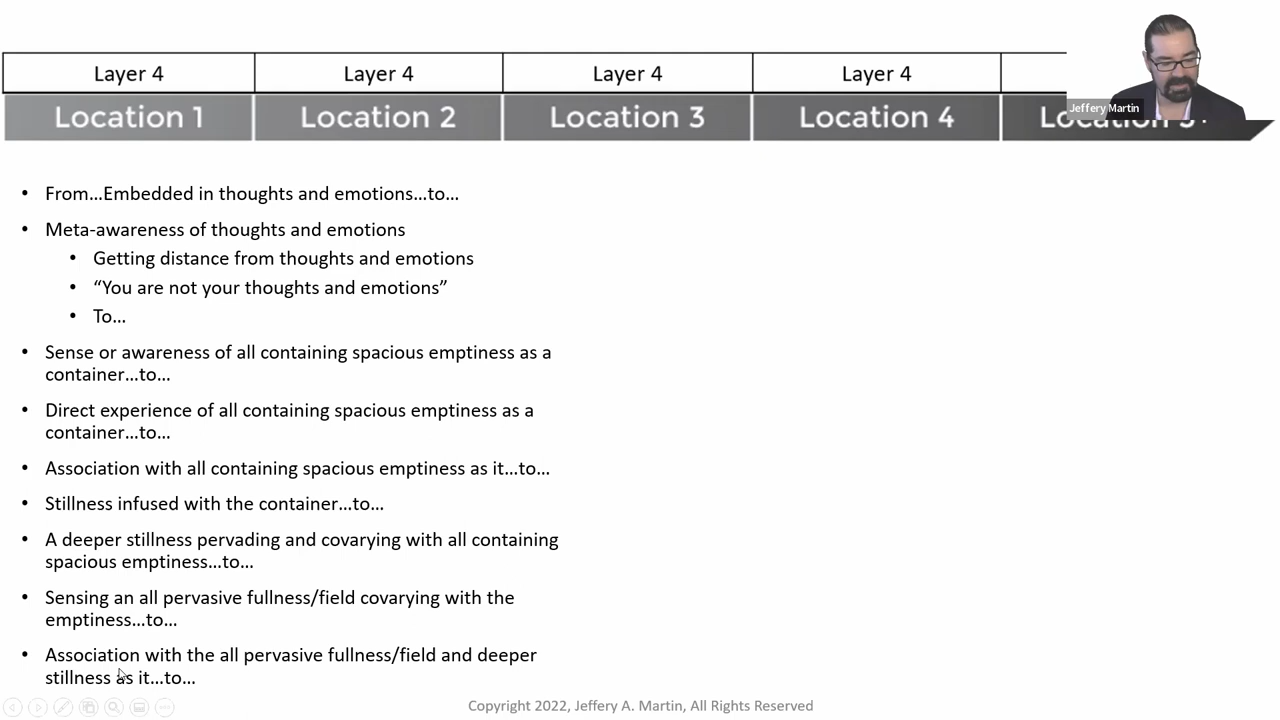 Layer 4 Layer 4 Layer 4 Layer 4
Jeffery Martin
Location 1 Location 2 Location 3 Location 4 Location
• From…Embedded in thoughts and emotions…to…
• Meta-awareness of thoughts and emotions
• Getting distance from thoughts and emotions
• “You are not your thoughts and emotions”
• To…
• Sense or awareness of all containing spacious emptiness as a
container…to…
• Direct experience of all containing spacious emptiness as a
container…to…
• Association with all containing spacious emptiness as it…to…
• Stillness infused with the container…to…
• A deeper stillness pervading and covarying with all containing
spacious emptiness…to…
• Sensing an all pervasive fullness/field covarying with the
emptiness…to…
• Association with the all pervasive fullness/field and deeper
stillness as it…to…
Copyright 2022, Jeffery A. Martin, All Rights Reserved